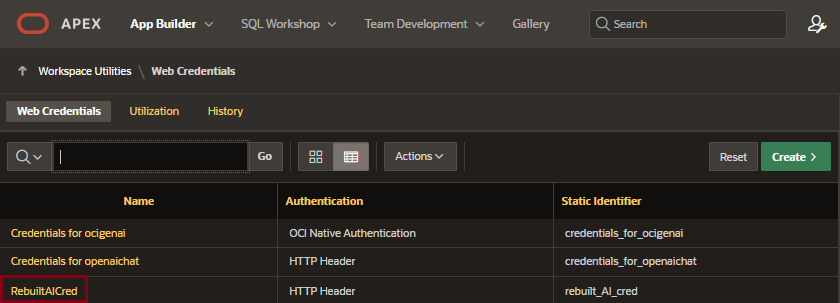 APEX App Builder SQL Workshop Team Development Gallery Search
Workspace Utilities \ Web Credentials
Web Credentials Utilization History
Go Actions Reset Create
Name Authentication Static Identifier
Credentials for ocigenai OCI Native Authentication credentials_for_ocigenai
Credentials for openaichat HTTP Header credentials_for_openaichat
RebuiltAICred HTTP Header rebuilt_AI_cred